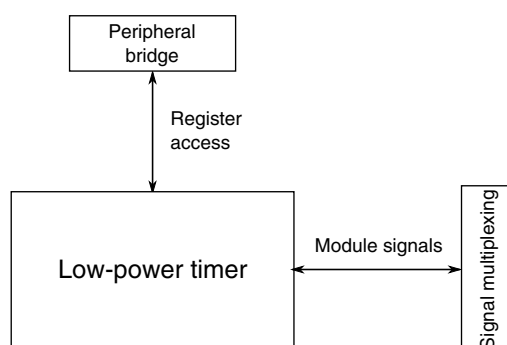 Peripheral
bridge
Register
access
Low-power timer
Module signals
Signal multiplexing